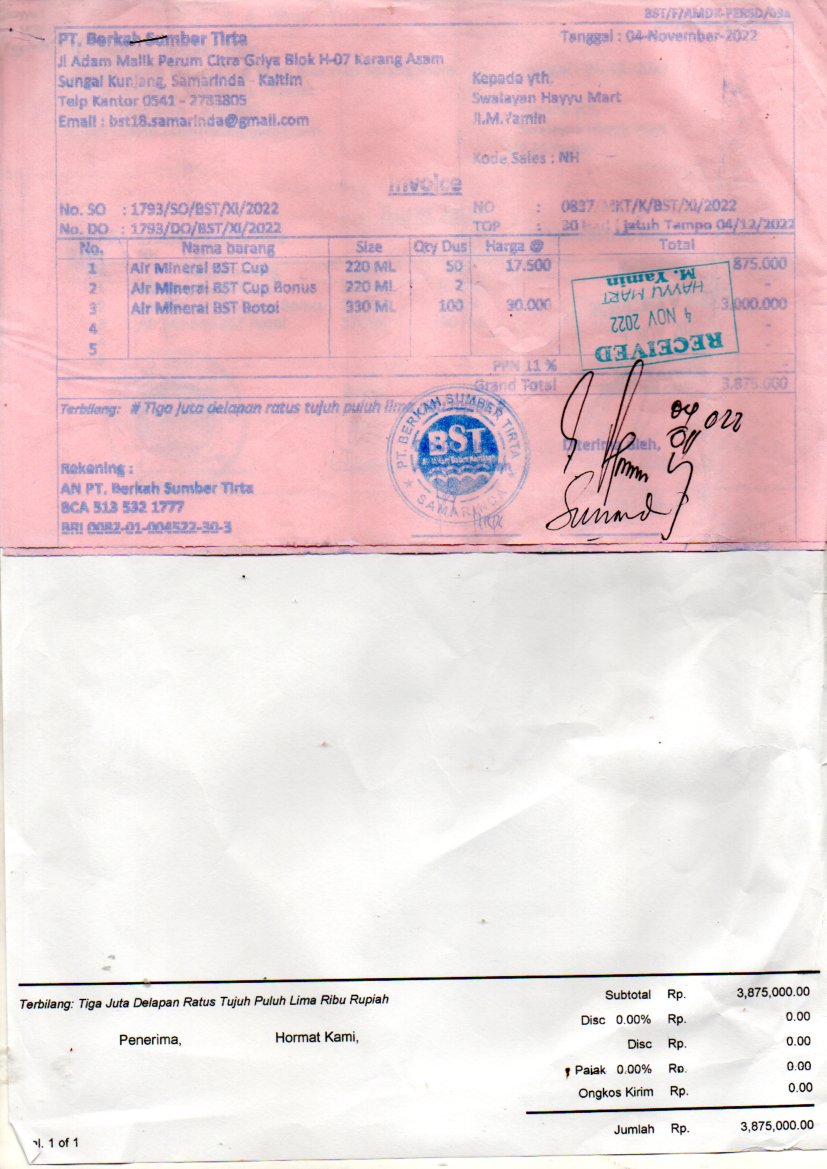 BST/F/AMDK-PERSD/03a
PT. Berkah Sumber Tirta
Tanggal : 04-November-2022
Jl Adam Malik Perum Citra Griya Blok H-07 Karang Asam
Sungai Kunjang, Samarinda - Kaltim
Kepada yth.
Telp Kantor 0541 - 2783805
Swalayan Hayyu Mart
Email : bst18.samarinda@gmail.com
Jl.M.Yamin
Kode Sales : NH
Invoice
No. SO : 1793/SO/BST/XI/2022
NO : 0837/MKT/K/BST/XI/2022
No. DO : 1793/DO/BST/XI/2022
TOP : 30 Hari / Jatuh Tempo 04/12/2022
No. Nama barang Size Qty Dus Harga @ Total
1 Air Mineral BST Cup 220 ML 50 17.500 875.000
2 Air Mineral BST Cup Bonus 220 ML 2 -
3 Air Mineral BST Botol 330 ML 100 30.000 3.000.000
4 -
5 -
RECEIVED
4 NOV 2022
HAYYU MART
M. Yamin
PPN 11 % -
Grand Total 3.875.000
Terbilang: # Tiga juta delapan ratus tujuh puluh lima
PT. BERKAH SUMBER TIRTA
BST
SAMARINDA
Diterima Oleh,
Rekening :
AN PT. Berkah Sumber Tirta
BCA 513 532 1777
BRI 0082-01-004522-30-3
Terbilang: Tiga Juta Delapan Ratus Tujuh Puluh Lima Ribu Rupiah
Subtotal Rp. 3,875,000.00
Disc 0.00% Rp. 0.00
Penerima, Hormat Kami,
Disc Rp. 0.00
Pajak 0.00% Rp. 0.00
Ongkos Kirim Rp. 0.00
Jumlah Rp. 3,875,000.00
1 of 1